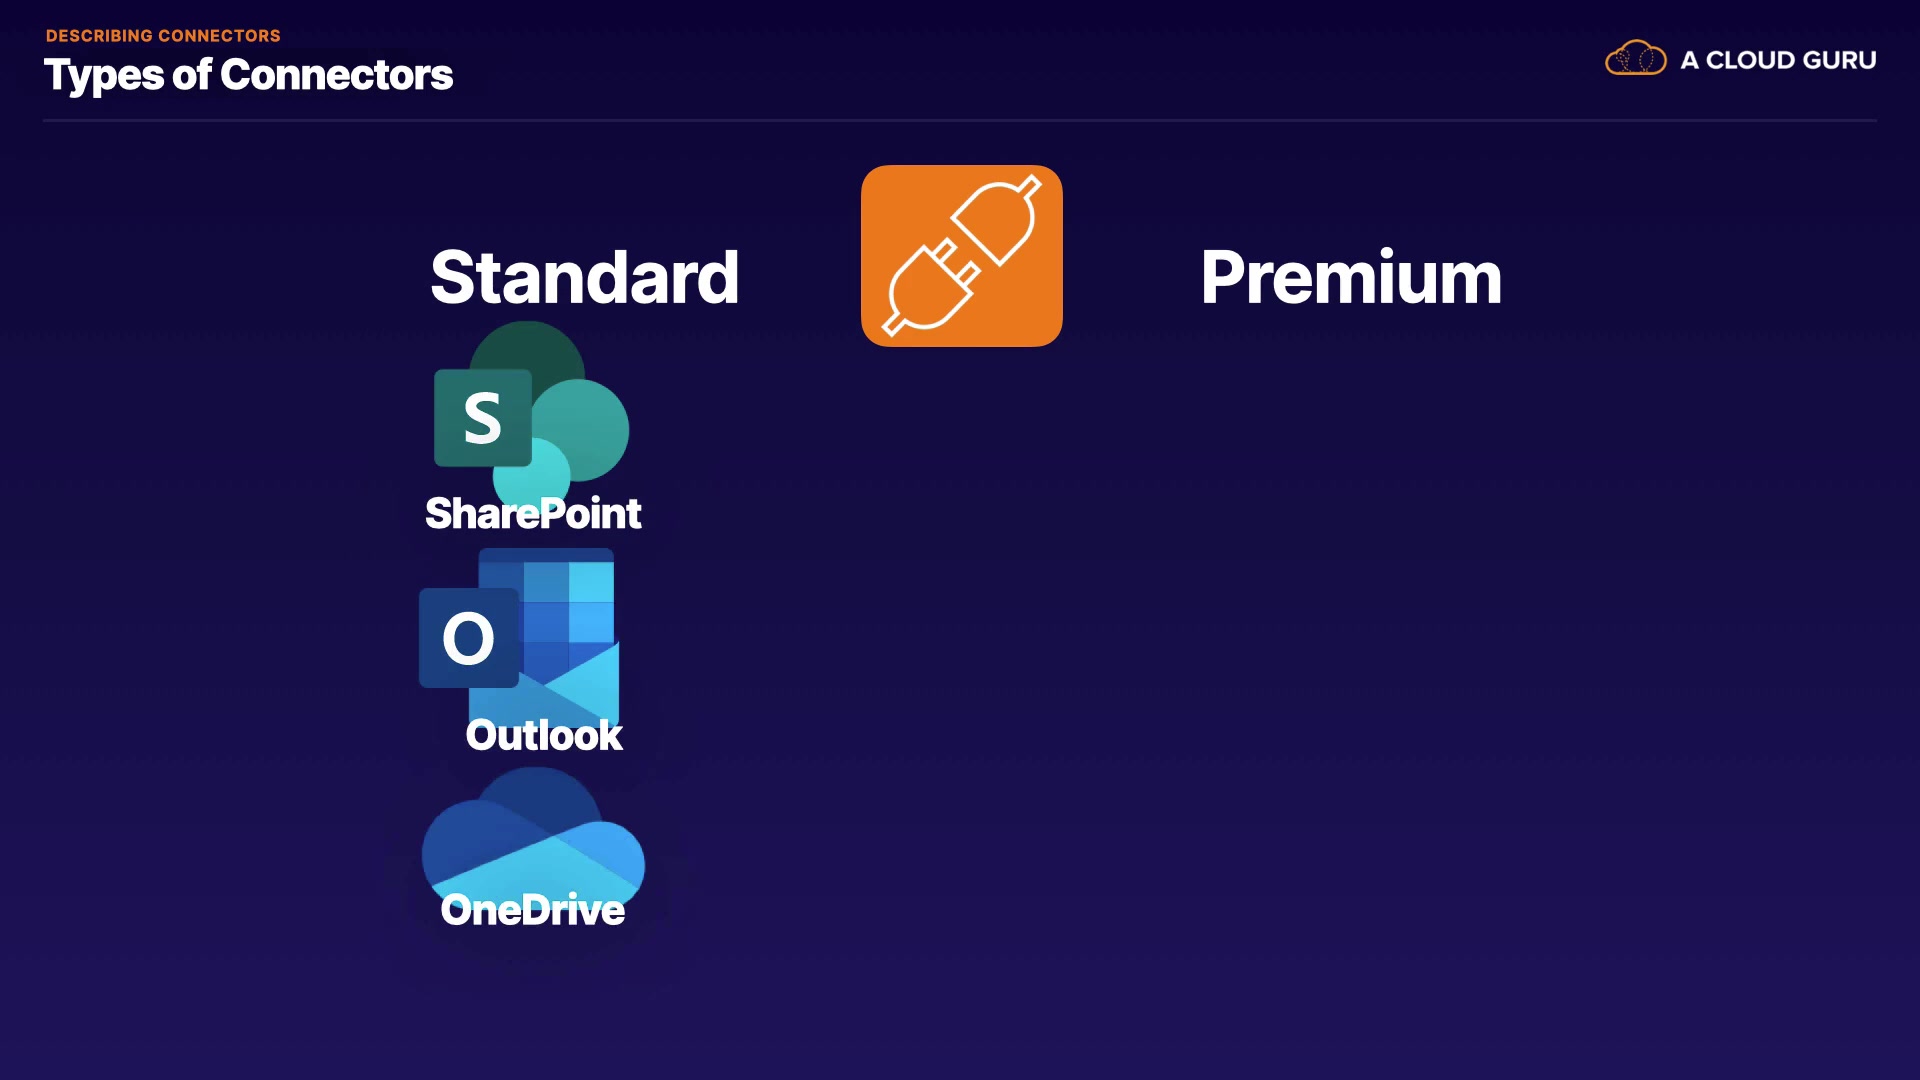 DESCRIBING CONNECTORS
Types of Connectors
A CLOUD GURU
Standard
Premium
S
SharePoint
O
Outlook
OneDrive